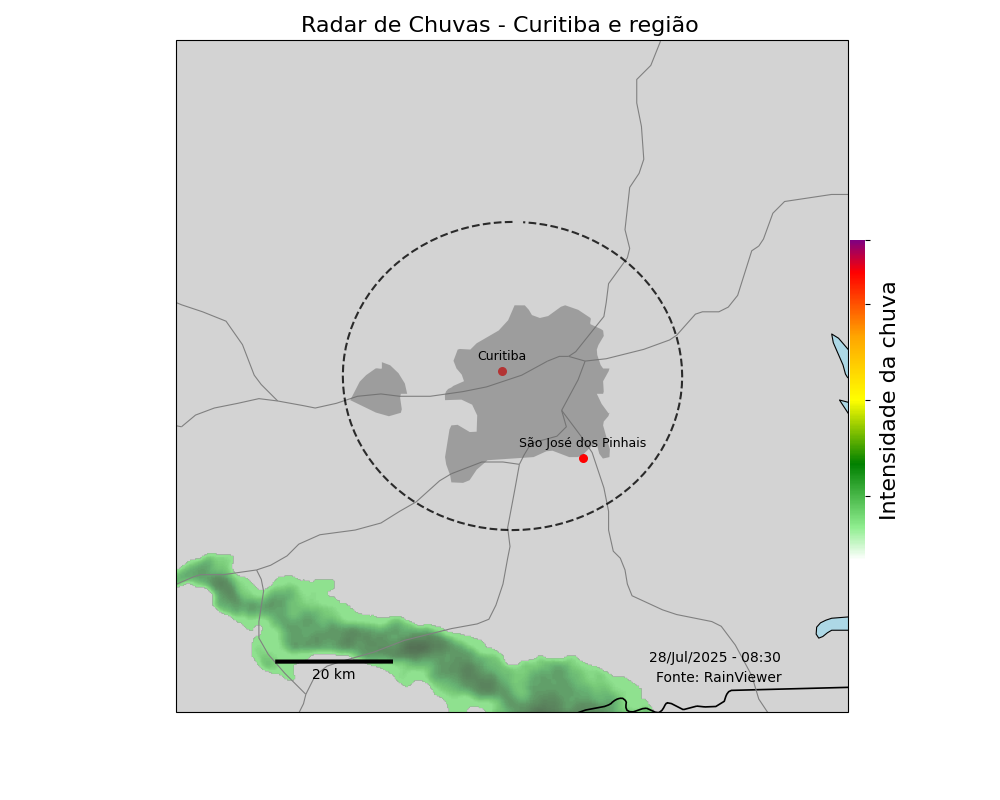 Radar de Chuvas - Curitiba e região
Curitiba
São José dos Pinhais
Intensidade da chuva
28/Jul/2025 - 08:30
Fonte: RainViewer
20 km